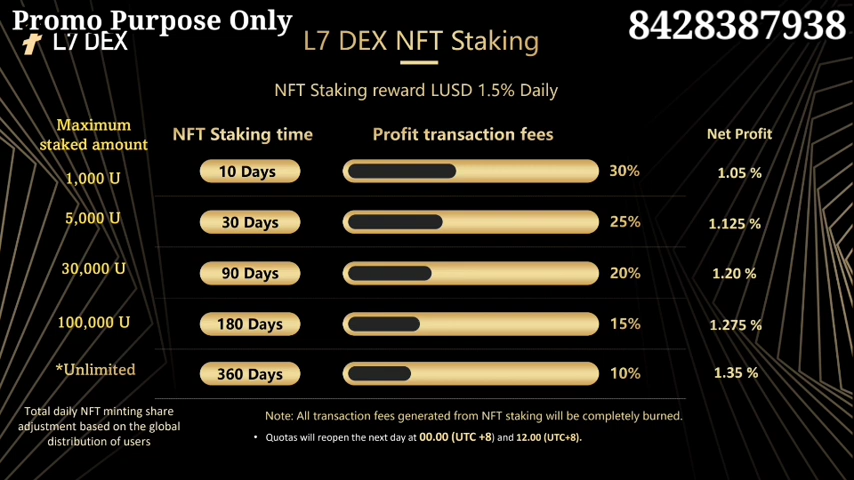 Promo Purpose Only
8428387938
L7 DEX
L7 DEX NFT Staking
NFT Staking reward LUSD 1.5% Daily
Maximum
staked amount
NFT Staking time
Profit transaction fees
Net Profit
1,000 U
10 Days
30%
1.05 %
5,000 U
30 Days
25%
1.125 %
30,000 U
90 Days
20%
1.20 %
100,000 U
180 Days
15%
1.275 %
*Unlimited
360 Days
10%
1.35 %
Total daily NFT minting share
adjustment based on the global
distribution of users
Note: All transaction fees generated from NFT staking will be completely burned.
• Quotas will reopen the next day at 00.00 (UTC +8) and 12.00 (UTC+8).